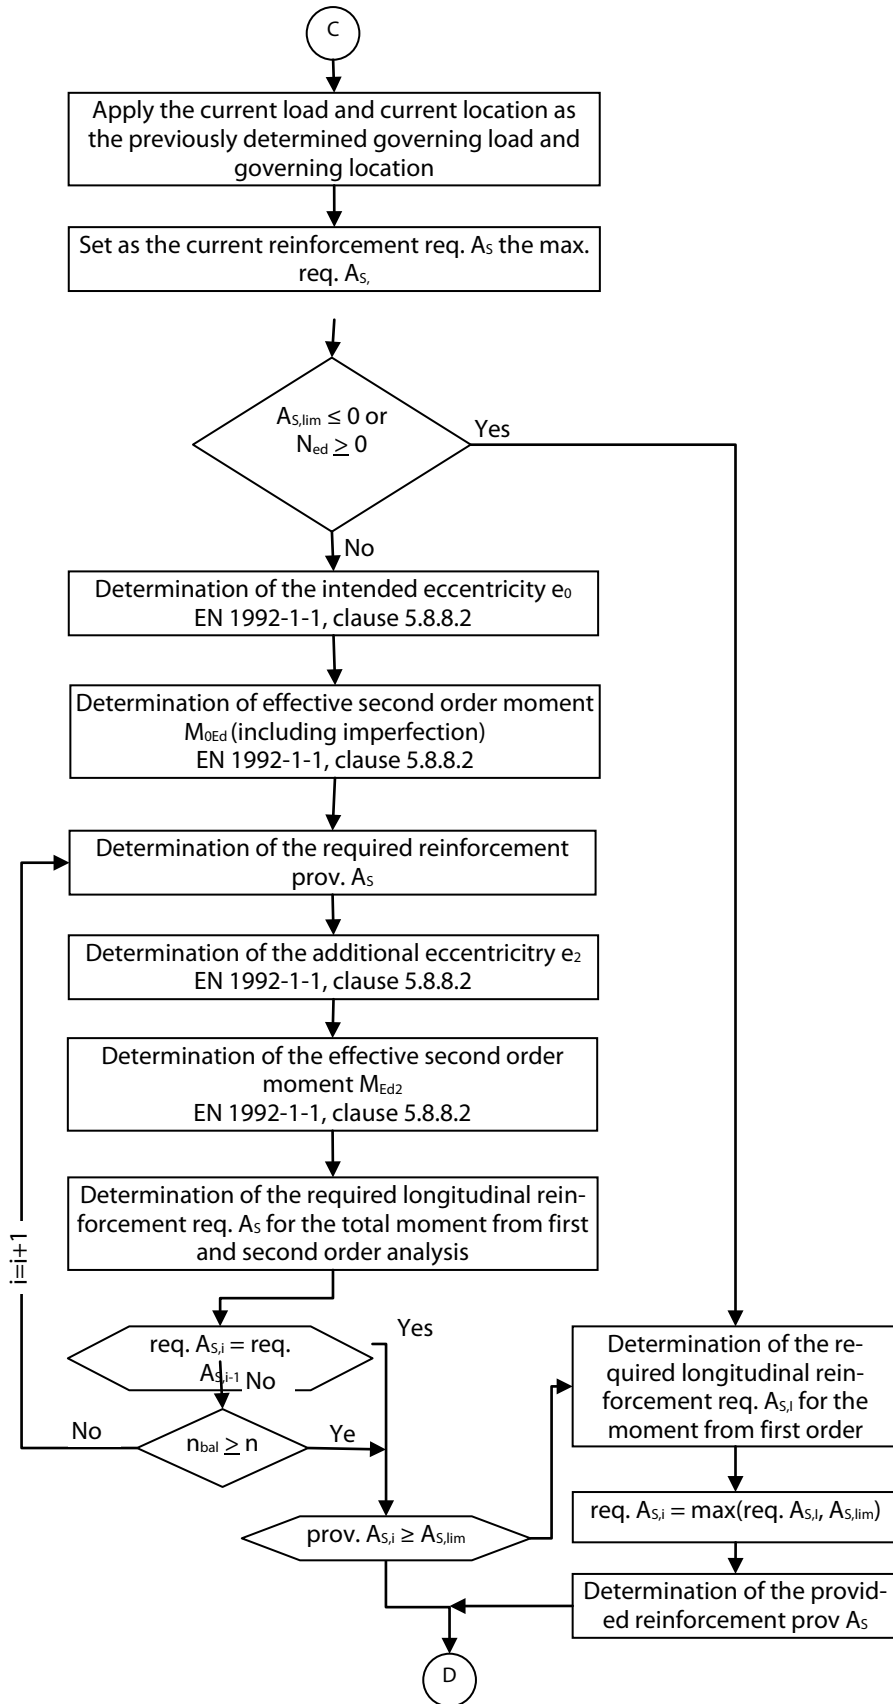 C
Apply the current load and current location as
the previously determined governing load and
governing location
Set as the current reinforcement req. AS the max.
req. AS,
AS,lim ≤ 0 or
Ned ≥ 0
Yes
No
Determination of the intended eccentricity e0
EN 1992-1-1, clause 5.8.8.2
Determination of effective second order moment
M0Ed (including imperfection)
EN 1992-1-1, clause 5.8.8.2
Determination of the required reinforcement
prov. AS
Determination of the additional eccentricitry e2
EN 1992-1-1, clause 5.8.8.2
Determination of the effective second order
moment MEd2
EN 1992-1-1, clause 5.8.8.2
Determination of the required longitudinal rein-
forcement req. AS for the total moment from first
and second order analysis
i=i+1
req. AS,i = req.
AS,i-1
Yes
No
nbal ≥ n
No
Ye
prov. AS,i ≥ AS,lim
Determination of the re-
quired longitudinal rein-
forcement req. AS,I for the
moment from first order
req. AS,i = max(req. AS,I, AS,lim)
Determination of the provid-
ed reinforcement prov AS
D